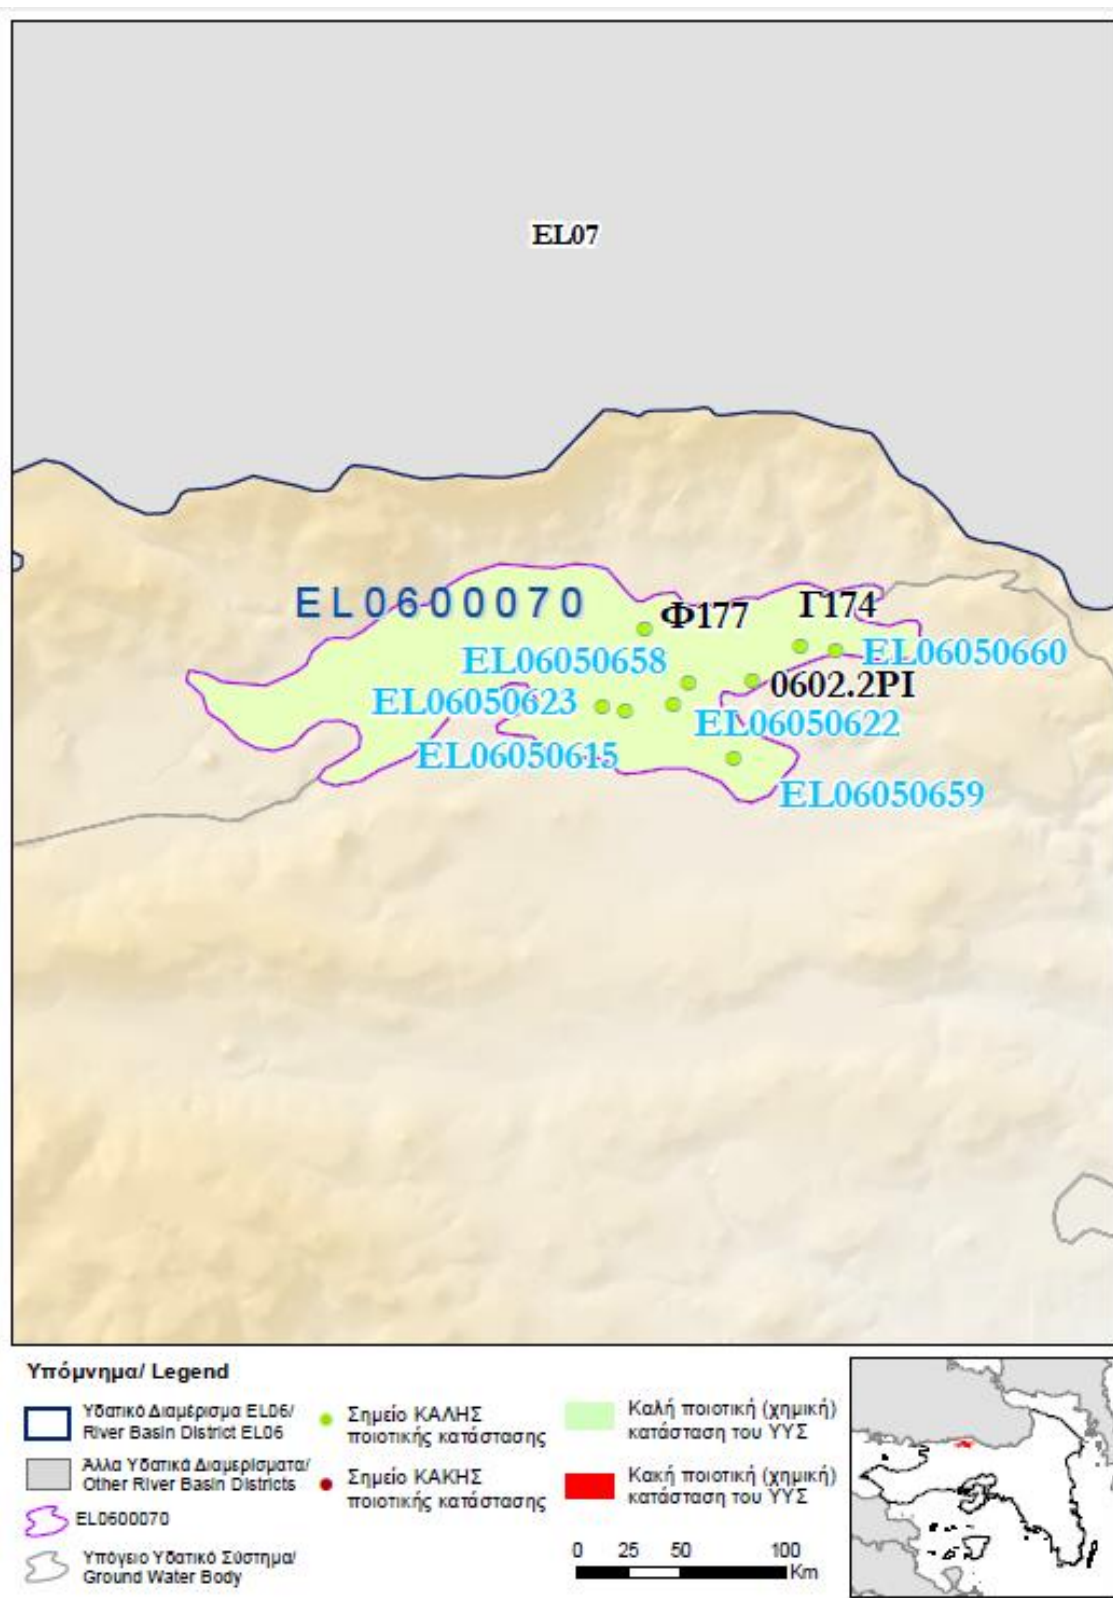 EL07
EL0600070
Φ177
Γ174
EL06050658
EL06050660
0602.2PI
EL06050623
EL06050622
EL06050615
EL06050659
Υπόμνημα/ Legend
Υδατικό Διαμέρισμα EL06/
River Basin District EL06
Άλλα Υδατικά Διαμερίσματα/
Other River Basin Districts
EL0600070
Υπόγειο Υδατικό Σύστημα/
Ground Water Body
Σημείο ΚΑΛΗΣ
ποιοτικής κατάστασης
Σημείο ΚΑΚΗΣ
ποιοτικής κατάστασης
Καλή ποιοτική (χημική)
κατάσταση του ΥΥΣ
Κακή ποιοτική (χημική)
κατάσταση του ΥΥΣ
0 25 50 100
Km